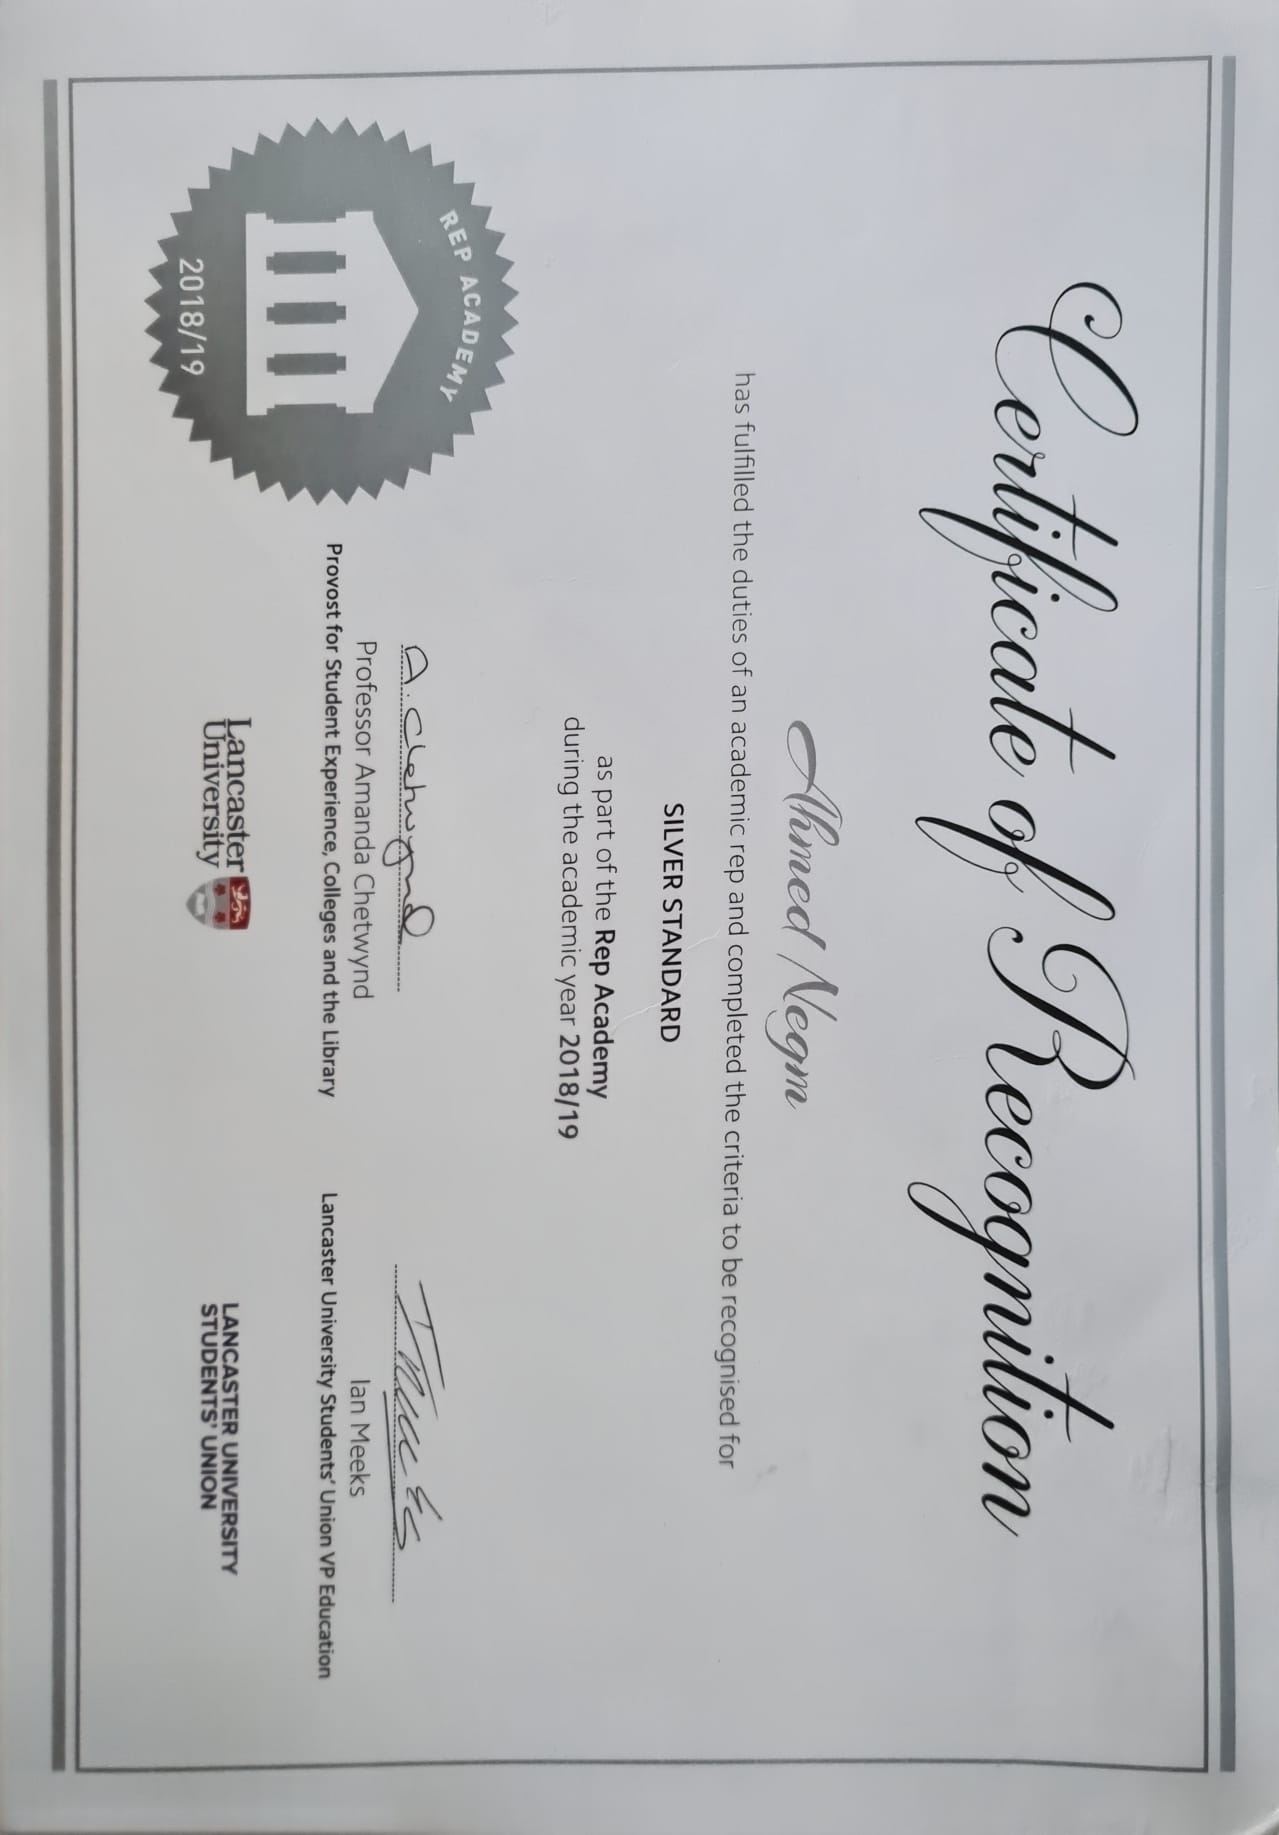 Certificate of Recognition
Ahmed Negm
has fulfilled the duties of an academic rep and completed the criteria to be recognised for
SILVER STANDARD
as part of the Rep Academy
during the academic year 2018/19
REP ACADEMY
2018/19
A. Chetwynd
Professor Amanda Chetwynd
Provost for Student Experience, Colleges and the Library
Lancaster
University
Ian Meeks
Lancaster University Students' Union VP Education
LANCASTER UNIVERSITY
STUDENTS' UNION